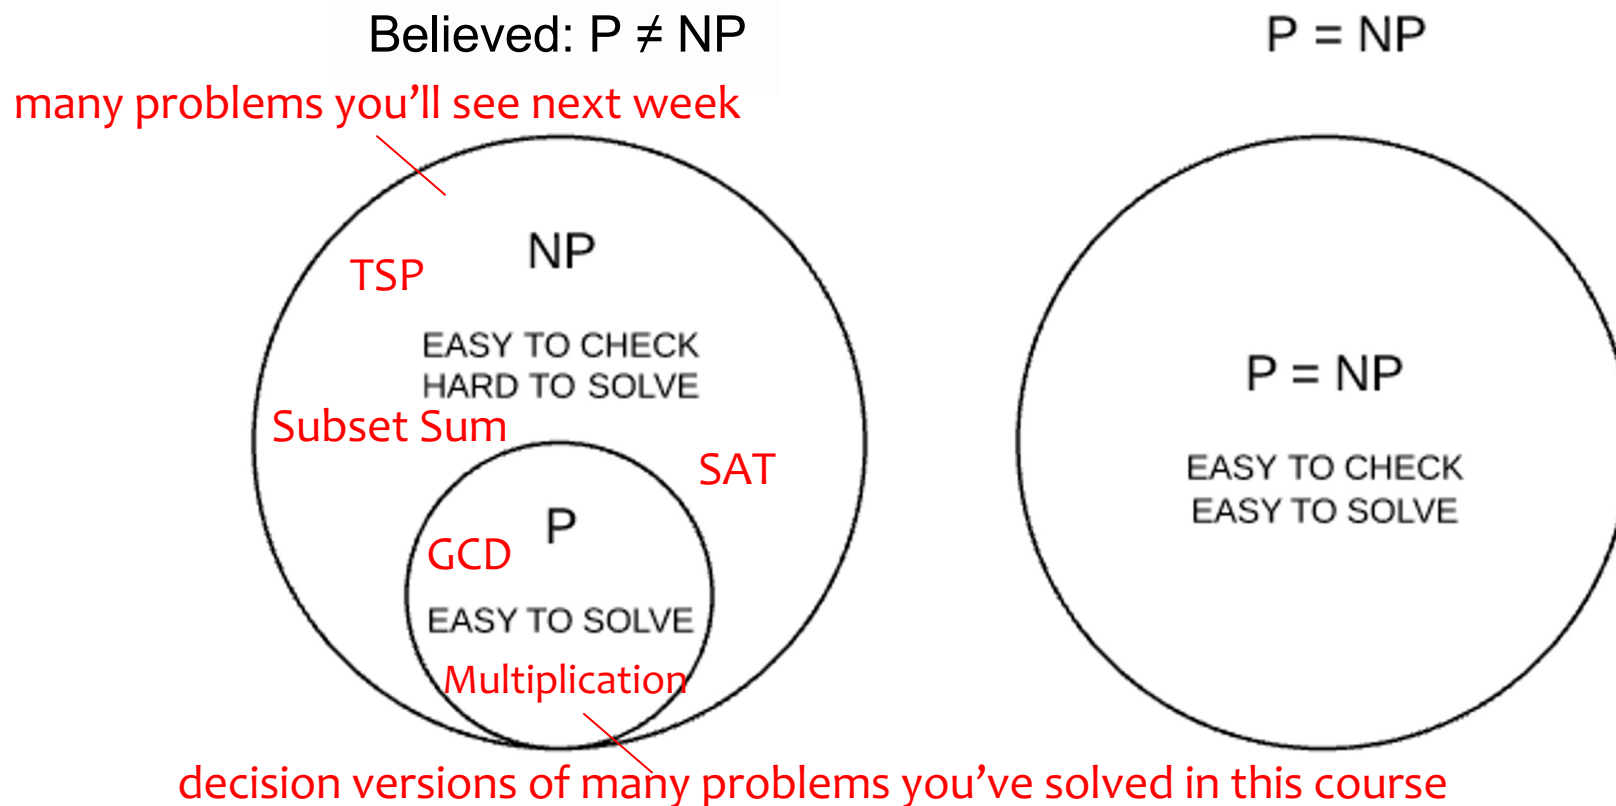 Believed: P ≠ NP
many problems you’ll see next week
NP
TSP
EASY TO CHECK
HARD TO SOLVE
Subset Sum
SAT
P
GCD
EASY TO SOLVE
Multiplication
decision versions of many problems you’ve solved in this course
P = NP
P = NP
EASY TO CHECK
EASY TO SOLVE